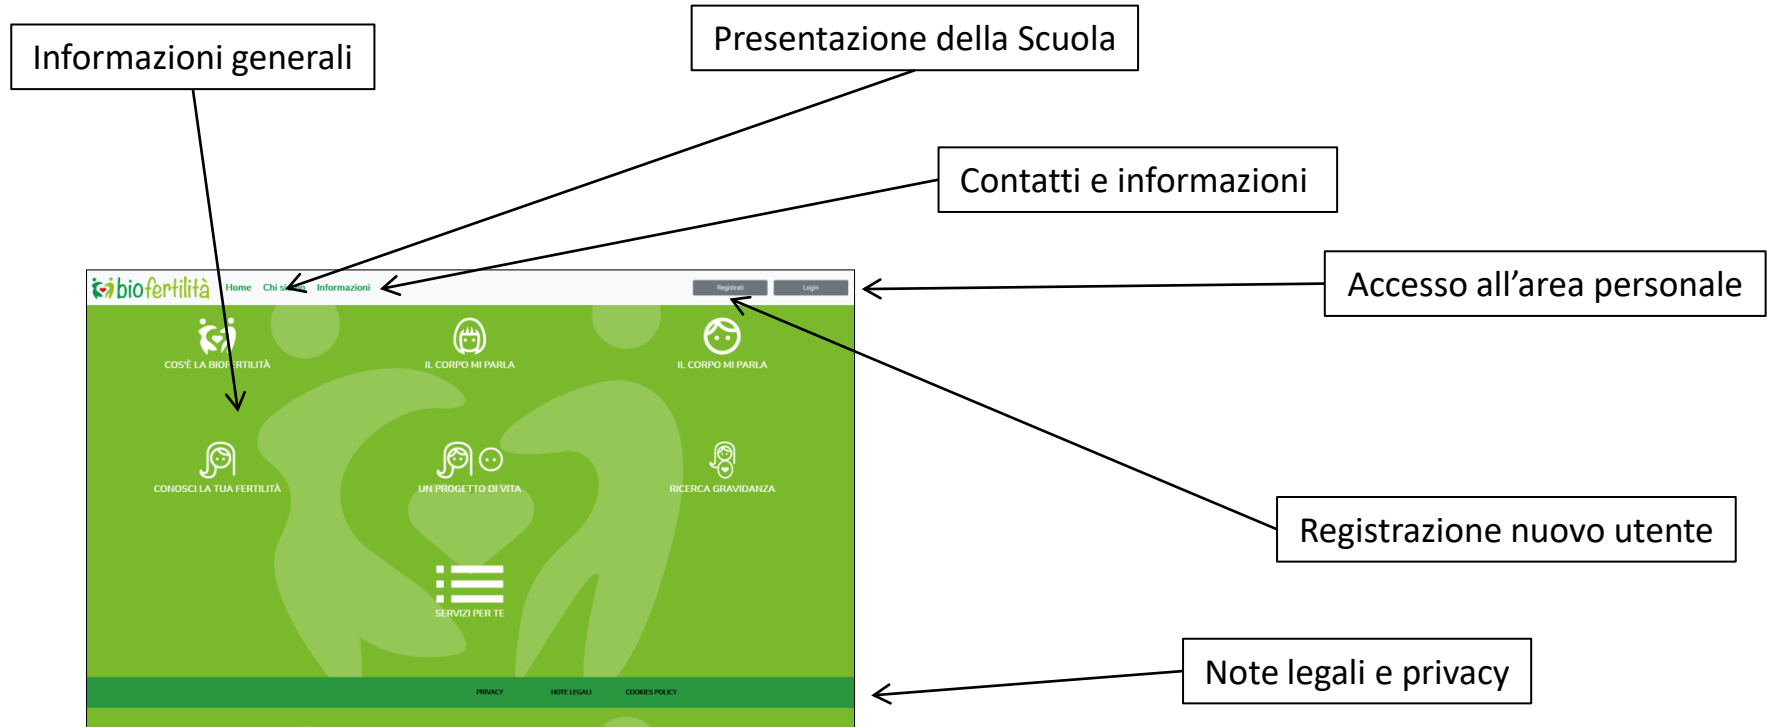 Presentazione della Scuola
Informazioni generali
Contatti e informazioni
Accesso all'area personale
biofertilità Home Chi si Informazioni Registrati Login
COS'È LA BIOFERTILITÀ IL CORPO MI PARLA IL CORPO MI PARLA
CONOSCI LA TUA FERTILITÀ UN PROGETTO DI VITA RICERCA GRAVIDANZA
Registrazione nuovo utente
SERVIZI PER TE
Note legali e privacy
PRIVACY NOTE LEGALI COOKIES POLICY